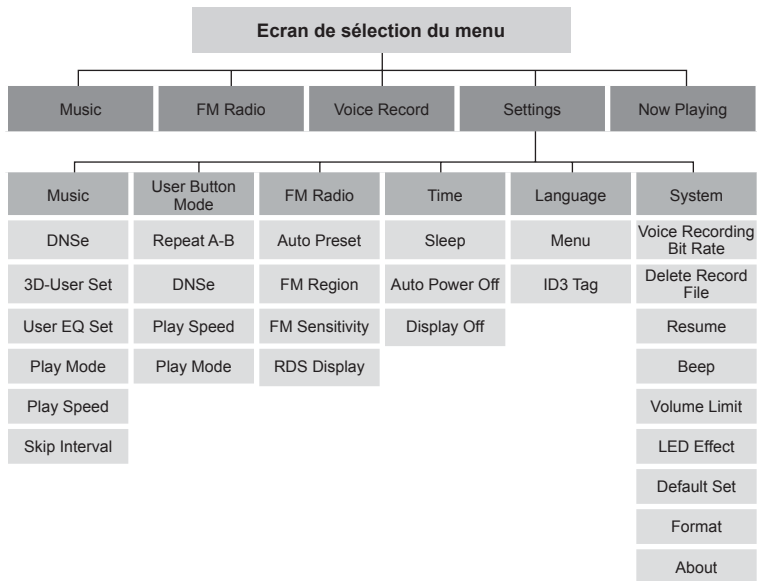 Ecran de sélection du menu
Music
FM Radio
Voice Record
Settings
Now Playing
Music
User Button
Mode
FM Radio
Time
Language
System
DNSe
Repeat A-B
Auto Preset
Sleep
Menu
Voice Recording
Bit Rate
3D-User Set
DNSe
FM Region
Auto Power Off
ID3 Tag
Delete Record
File
User EQ Set
Play Speed
FM Sensitivity
Display Off
Resume
Play Mode
Play Mode
RDS Display
Beep
Play Speed
Volume Limit
Skip Interval
LED Effect
Default Set
Format
About